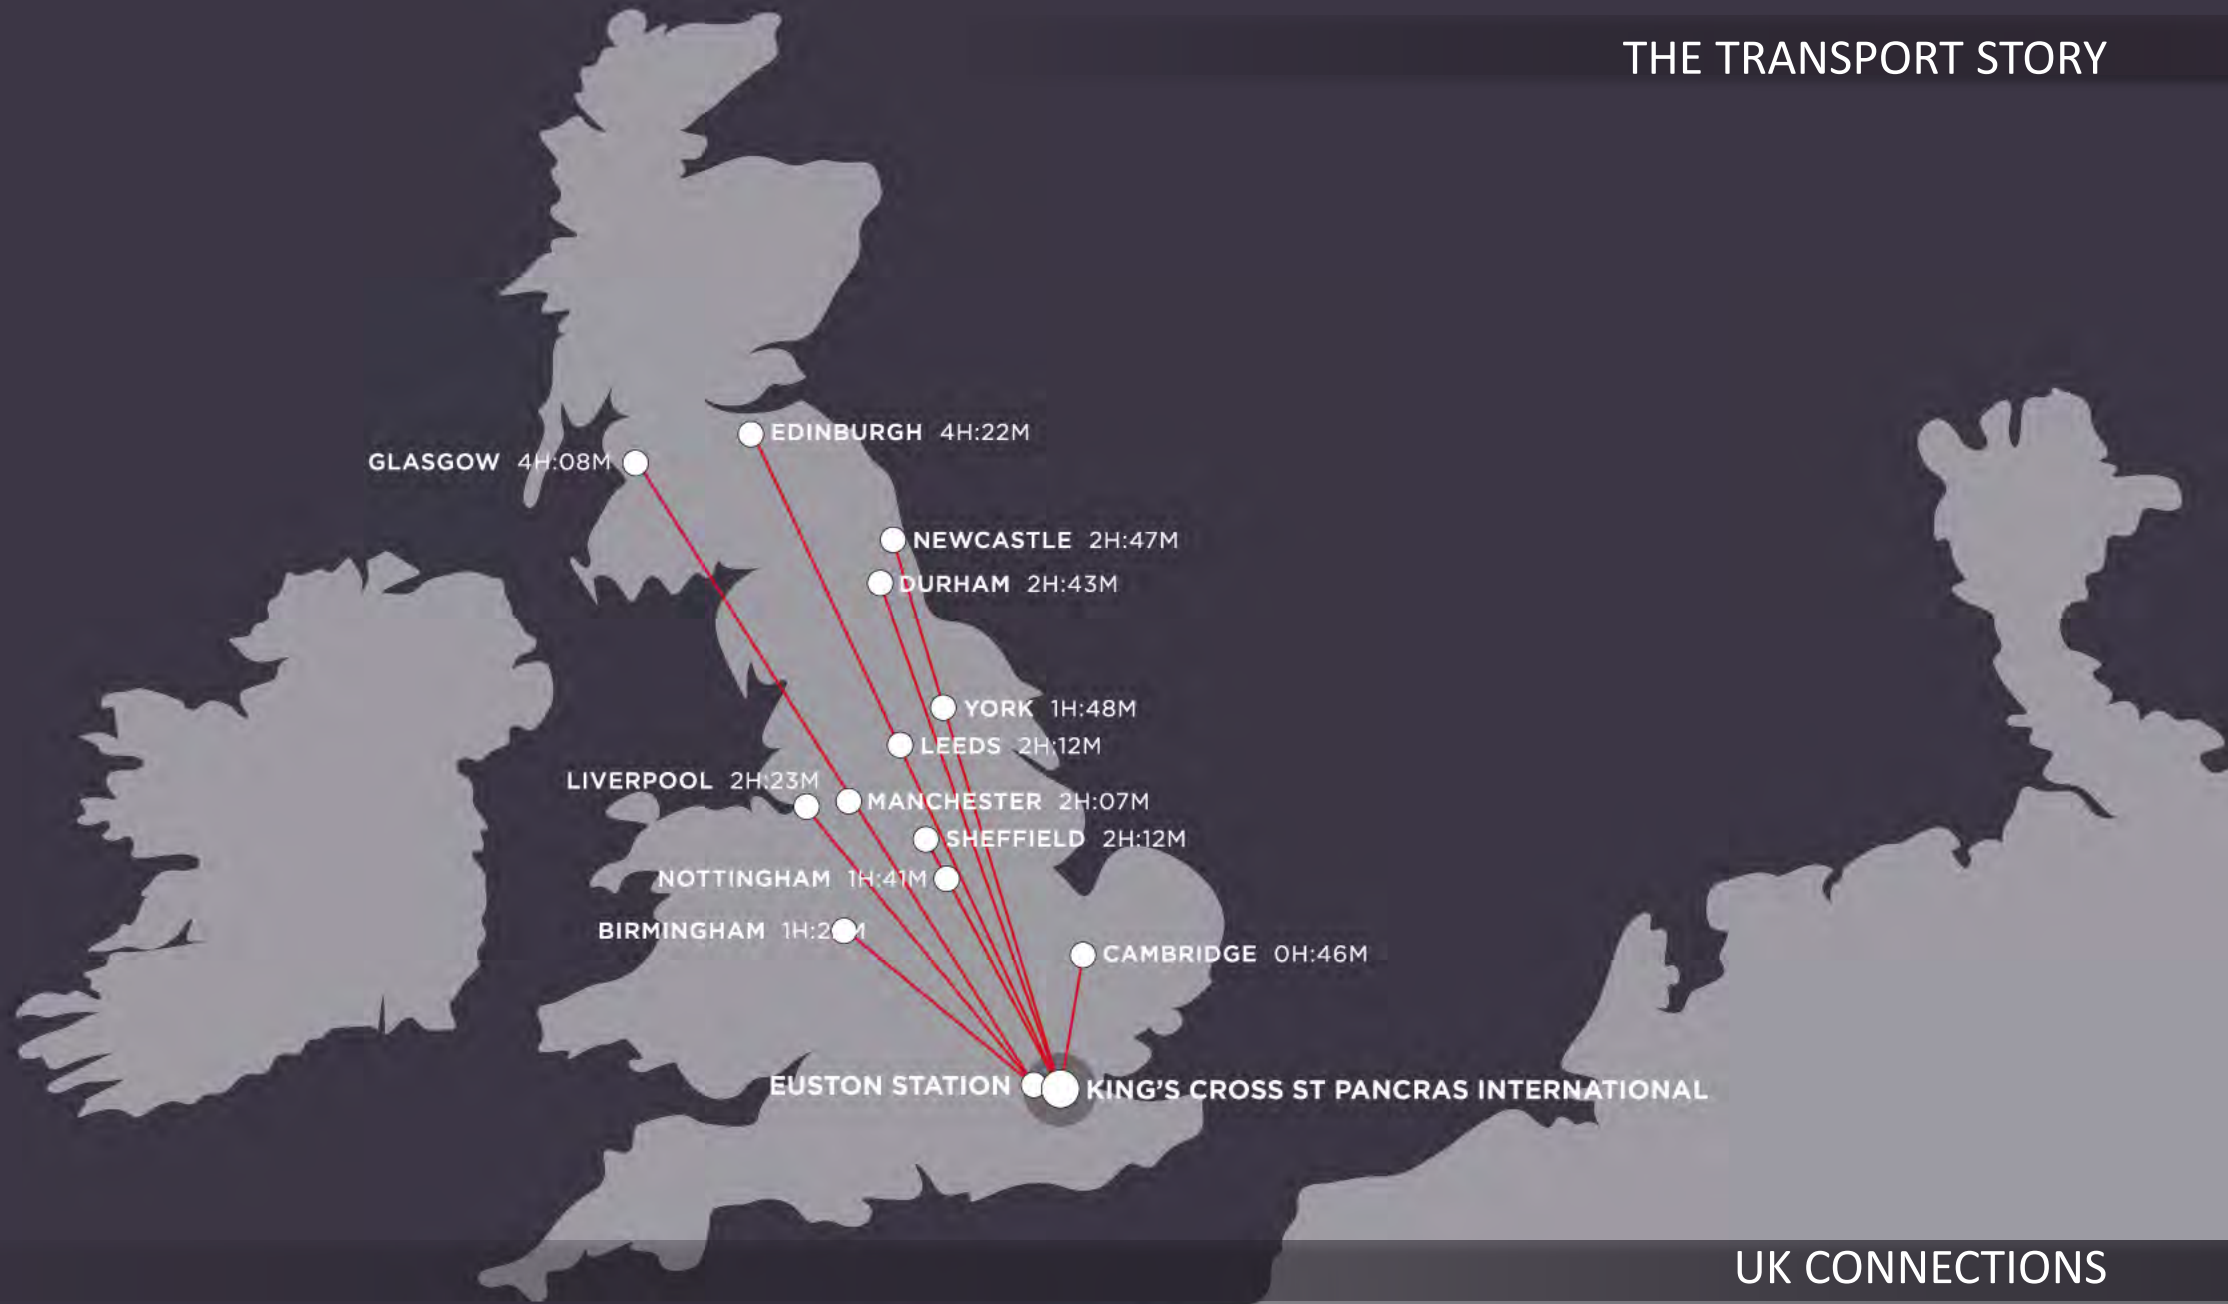 THE TRANSPORT STORY
EDINBURGH 4H:22M
GLASGOW 4H:08M
NEWCASTLE 2H:47M
DURHAM 2H:43M
YORK 1H:48M
LEEDS 2H:12M
LIVERPOOL 2H:23M
MANCHESTER 2H:07M
SHEFFIELD 2H:12M
NOTTINGHAM 1H:41M
BIRMINGHAM
CAMBRIDGE 0H:46M
EUSTON STATION
KING'S CROSS ST PANCRAS INTERNATIONAL
UK CONNECTIONS